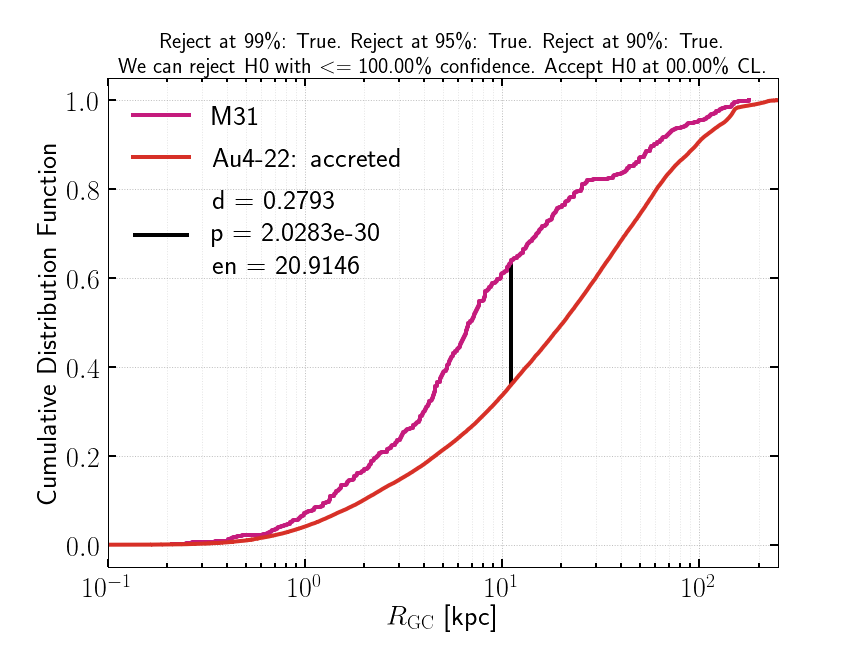 Reject at 99%: True. Reject at 95%: True. Reject at 90%: True.
We can reject H0 with <= 100.00% confidence. Accept H0 at 00.00% CL.
M31
Au4-22: accreted
d = 0.2793
p = 2.0283e-30
en = 20.9146
Cumulative Distribution Function
1.0
0.8
0.6
0.4
0.2
0.0
10⁻¹ 10⁰ 10¹ 10²
R_GC [kpc]